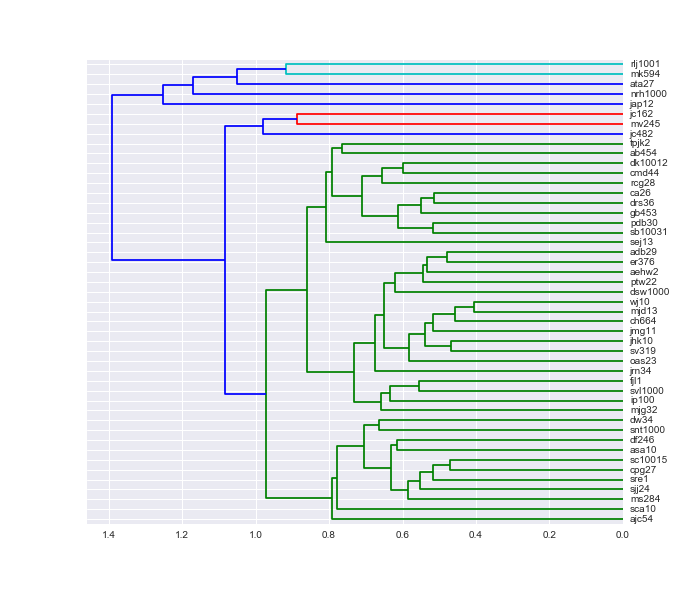 rlj1001
mk594
ata27
nrh1000
jap12
jc162
mv245
jc482
fpjk2
ab454
dk10012
cmd44
rcg28
ca26
drs36
gb453
pdb30
sb10031
sej13
adb29
er376
aehw2
ptw22
dsw1000
wj10
mjd13
ch664
jmg11
jhk10
sv319
oas23
jrn34
fjl1
svl1000
ip100
mjg32
dw34
snt1000
df246
asa10
sc10015
cpg27
sre1
sjj24
ms284
sca10
ajc54
1.4 1.2 1.0 0.8 0.6 0.4 0.2 0.0